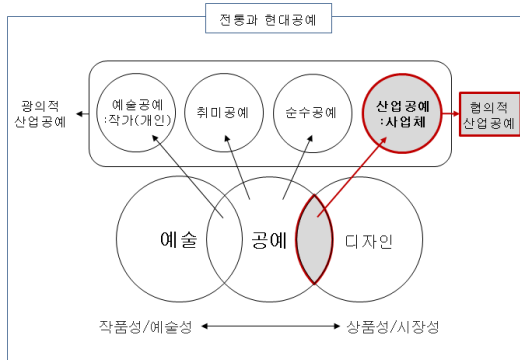 전통과 현대공예
광의적
산업공예
예술공예
:작가(개인)
취미공예
순수공예
산업공예
:사업체
협의적
산업공예
예술
공예
디자인
작품성/예술성
상품성/시장성